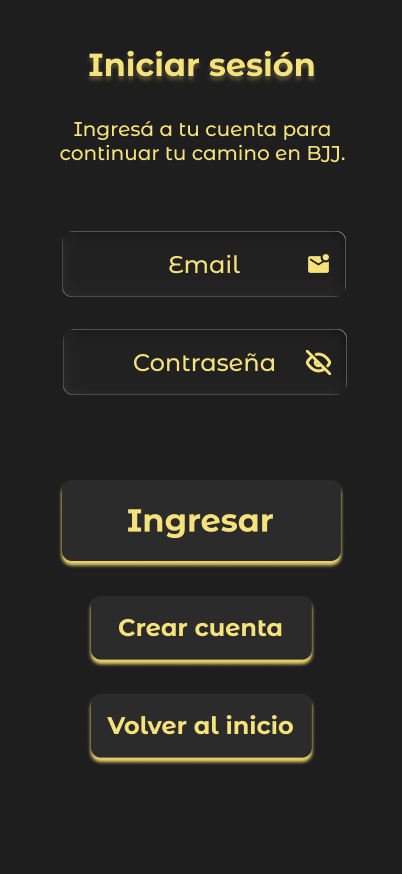 Iniciar sesión
Ingresá a tu cuenta para
continuar tu camino en BJJ.
Email
Contraseña
Ingresar
Crear cuenta
Volver al inicio